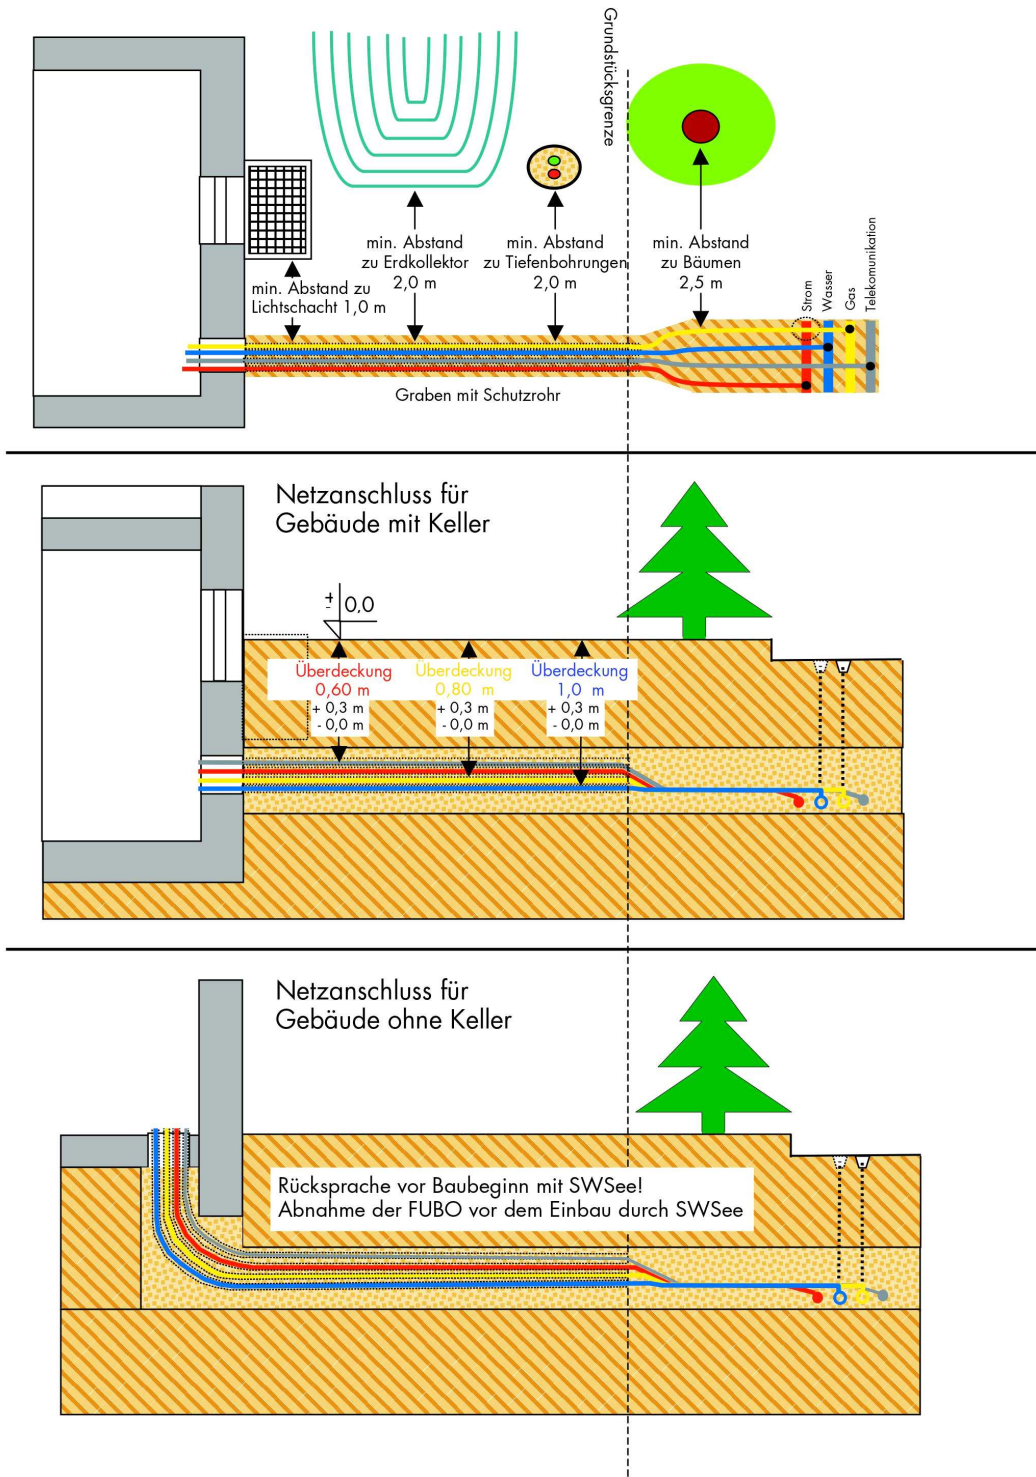 Grundstücksgrenze
min. Abstand
zu Erdkollektor
2,0 m
min. Abstand
zu Tiefenbohrungen
2,0 m
min. Abstand
zu Bäumen
2,5 m
min. Abstand zu
Lichtschacht 1,0 m
Strom
Wasser
Gas
Telekomunikation
Graben mit Schutzrohr
Netzanschluss für
Gebäude mit Keller
+
- 0,0
Überdeckung
0,60 m
+ 0,3 m
- 0,0 m
Überdeckung
0,80 m
+ 0,3 m
- 0,0 m
Überdeckung
1,0 m
+ 0,3 m
- 0,0 m
Netzanschluss für
Gebäude ohne Keller
Rücksprache vor Baubeginn mit SWSee!
Abnahme der FUBO vor dem Einbau durch SWSee